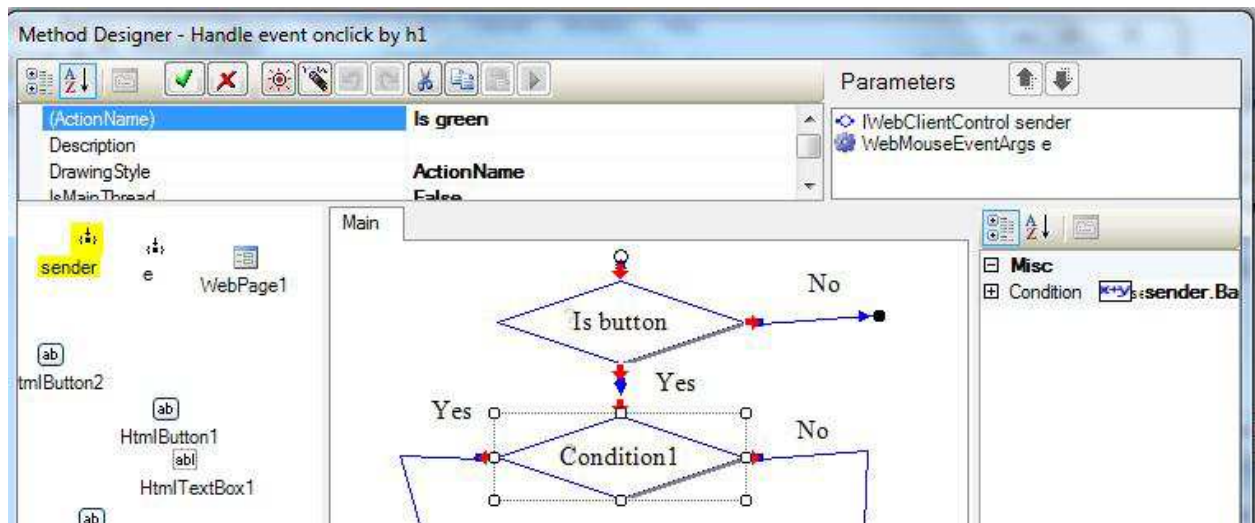 Method Designer - Handle event onclick by h1
Parameters
(ActionName) Is green
Description
DrawingStyle ActionName
IsMainThread False
IWebClientControl sender
WebMouseEventArgs e
sender
e
WebPage1
tmlButton2
HtmlButton1
HtmlTextBox1
Main
Is button
No
Yes
Yes
Condition1
No
Misc
Condition sender.Ba